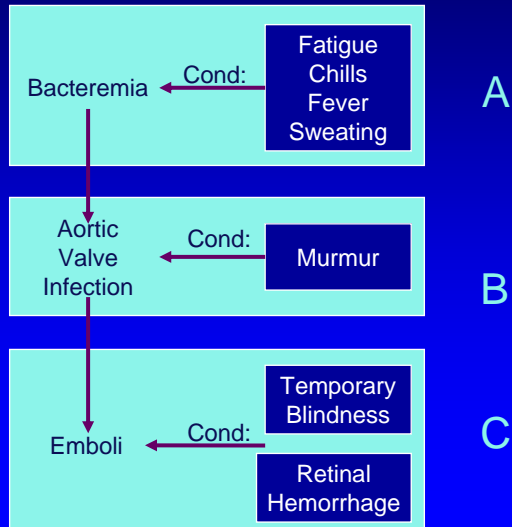 Fatigue
Chills
Fever
Sweating
Cond:
Bacteremia
A
Aortic
Valve
Infection
Cond:
Murmur
B
Temporary
Blindness
Cond:
Emboli
Retinal
Hemorrhage
C